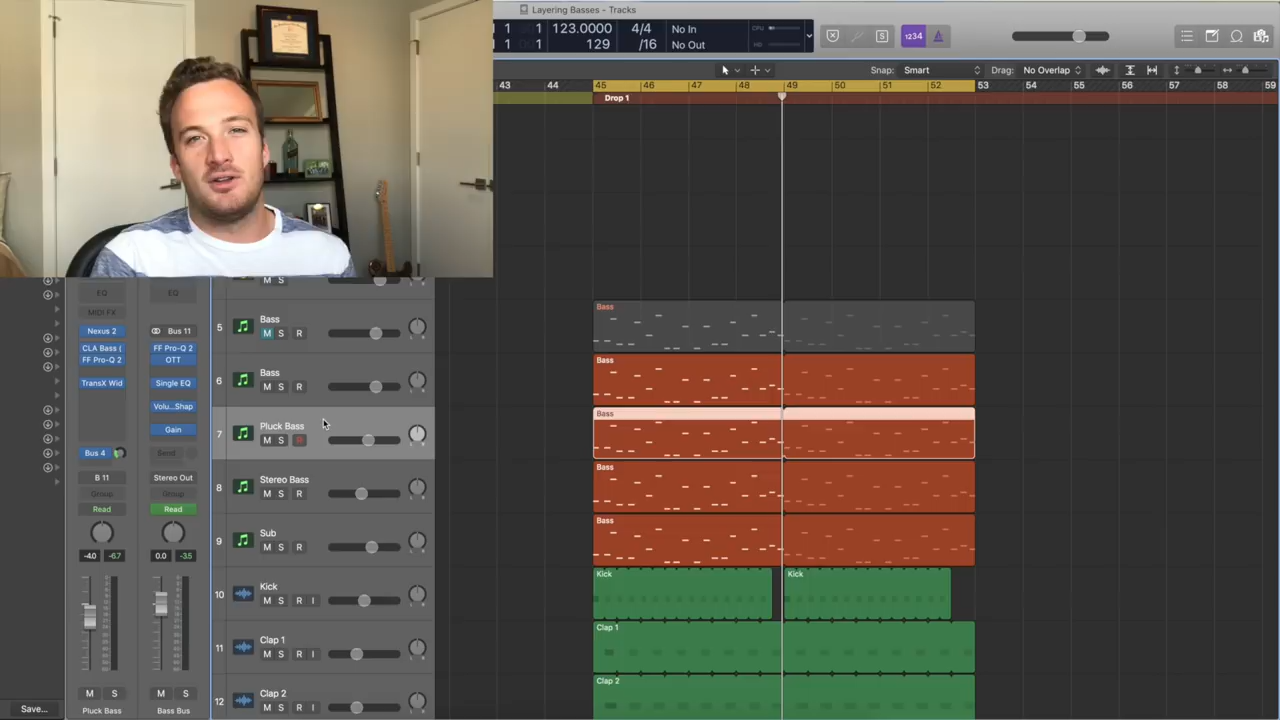 Layering Basses - Tracks
1 1
1 1
123.0000
129
4/4
/16
No In
No Out
CPU
HD
1234
Snap: Smart
Drag: No Overlap
43 44 45 46 47 48 49 50 51 52 53 54 55 56 57 58 59
Drop 1
EQ EQ
MIDI FX
Nexus 2
Bus 11
CLA Bass (
FF Pro-Q 2
FF Pro-Q 2
OTT
TransX Wid
Single EQ
Volu...Shap
Gain
Bus 4
Send
B 11
Stereo Out
Group Group
Read Read
-4.0 -6.7
0.0 -3.5
M S
M S
Pluck Bass
Bass Bus
Save...
M S
5
Bass
M S R
6
Bass
M S R
7
Pluck Bass
M S R
8
Stereo Bass
M S R
9
Sub
M S R
10
Kick
M S R I
11
Clap 1
M S R I
12
Clap 2
M S R I
Bass
Bass
Bass
Bass
Bass
Kick Kick
Clap 1
Clap 2